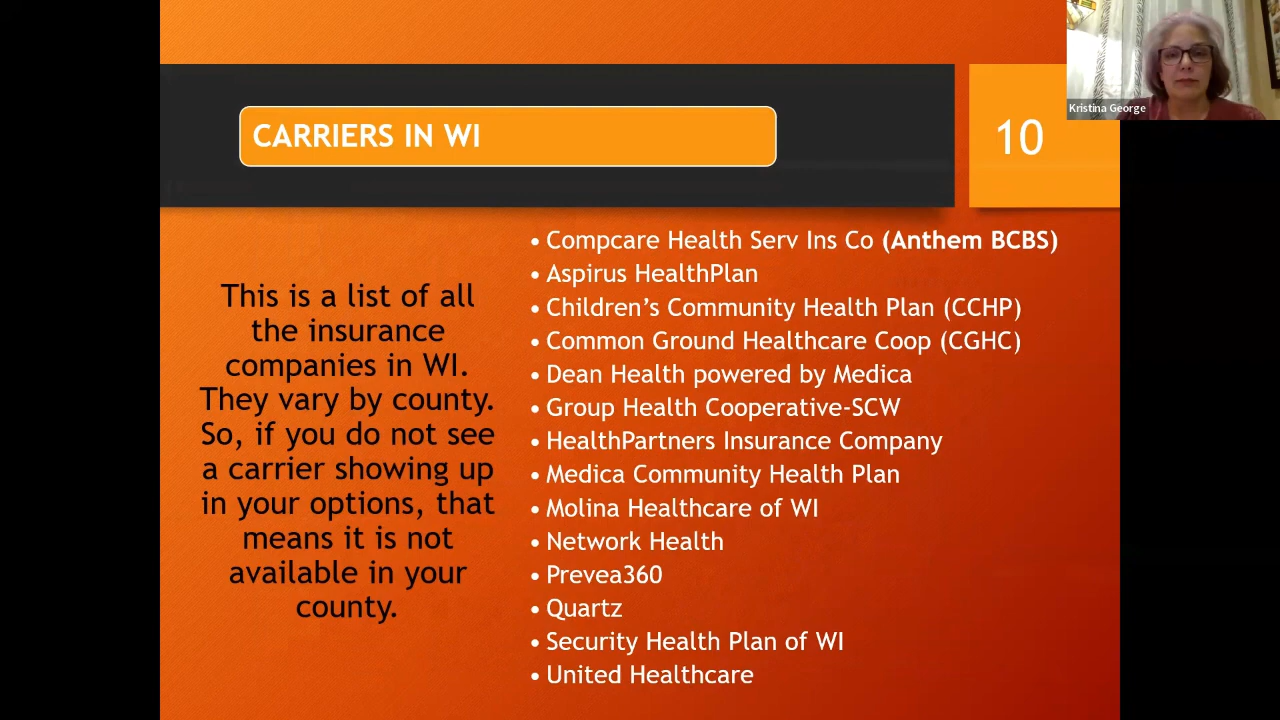 CARRIERS IN WI
10
Kristina George
This is a list of all
the insurance
companies in WI.
They vary by county.
So, if you do not see
a carrier showing up
in your options, that
means it is not
available in your
county.
• Compcare Health Serv Ins Co (Anthem BCBS)
• Aspirus HealthPlan
• Children’s Community Health Plan (CCHP)
• Common Ground Healthcare Coop (CGHC)
• Dean Health powered by Medica
• Group Health Cooperative-SCW
• HealthPartners Insurance Company
• Medica Community Health Plan
• Molina Healthcare of WI
• Network Health
• Prevea360
• Quartz
• Security Health Plan of WI
• United Healthcare